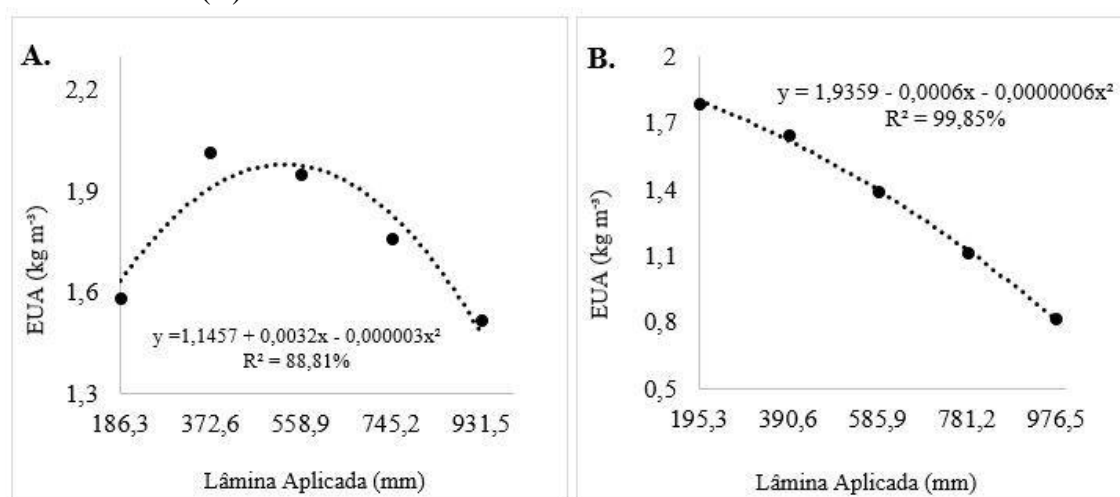 A.
2,2
1,9
1,6
1,3
EUA (kg m⁻³)
y =1,1457 + 0,0032x - 0,000003x²
R² = 88,81%
186,3 372,6 558,9 745,2 931,5
Lâmina Aplicada (mm)
B.
2
1,7
1,4
1,1
0,8
0,5
EUA (kg m⁻³)
y = 1,9359 - 0,0006x - 0,0000006x²
R² = 99,85%
195,3 390,6 585,9 781,2 976,5
Lâmina Aplicada (mm)